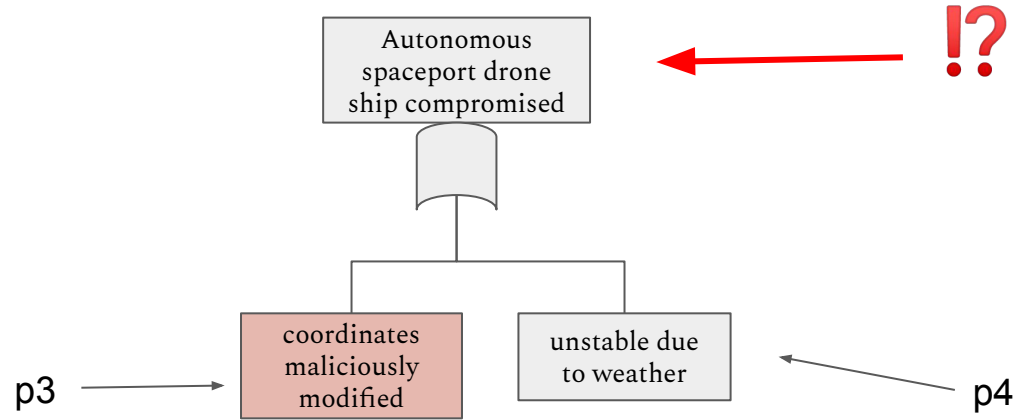 Autonomous
spaceport drone
ship compromised
⁉
coordinates
maliciously
modified
unstable due
to weather
p3
p4